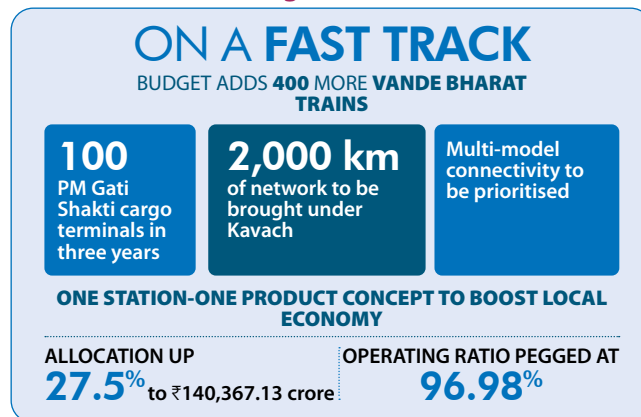 ON A FAST TRACK
BUDGET ADDS 400 MORE VANDE BHARAT
TRAINS
100
PM Gati
Shakti cargo
terminals in
three years
2,000 km
of network to be
brought under
Kavach
Multi-model
connectivity to
be prioritised
ONE STATION-ONE PRODUCT CONCEPT TO BOOST LOCAL
ECONOMY
ALLOCATION UP
27.5% to ₹140,367.13 crore
OPERATING RATIO PEGGED AT
96.98%